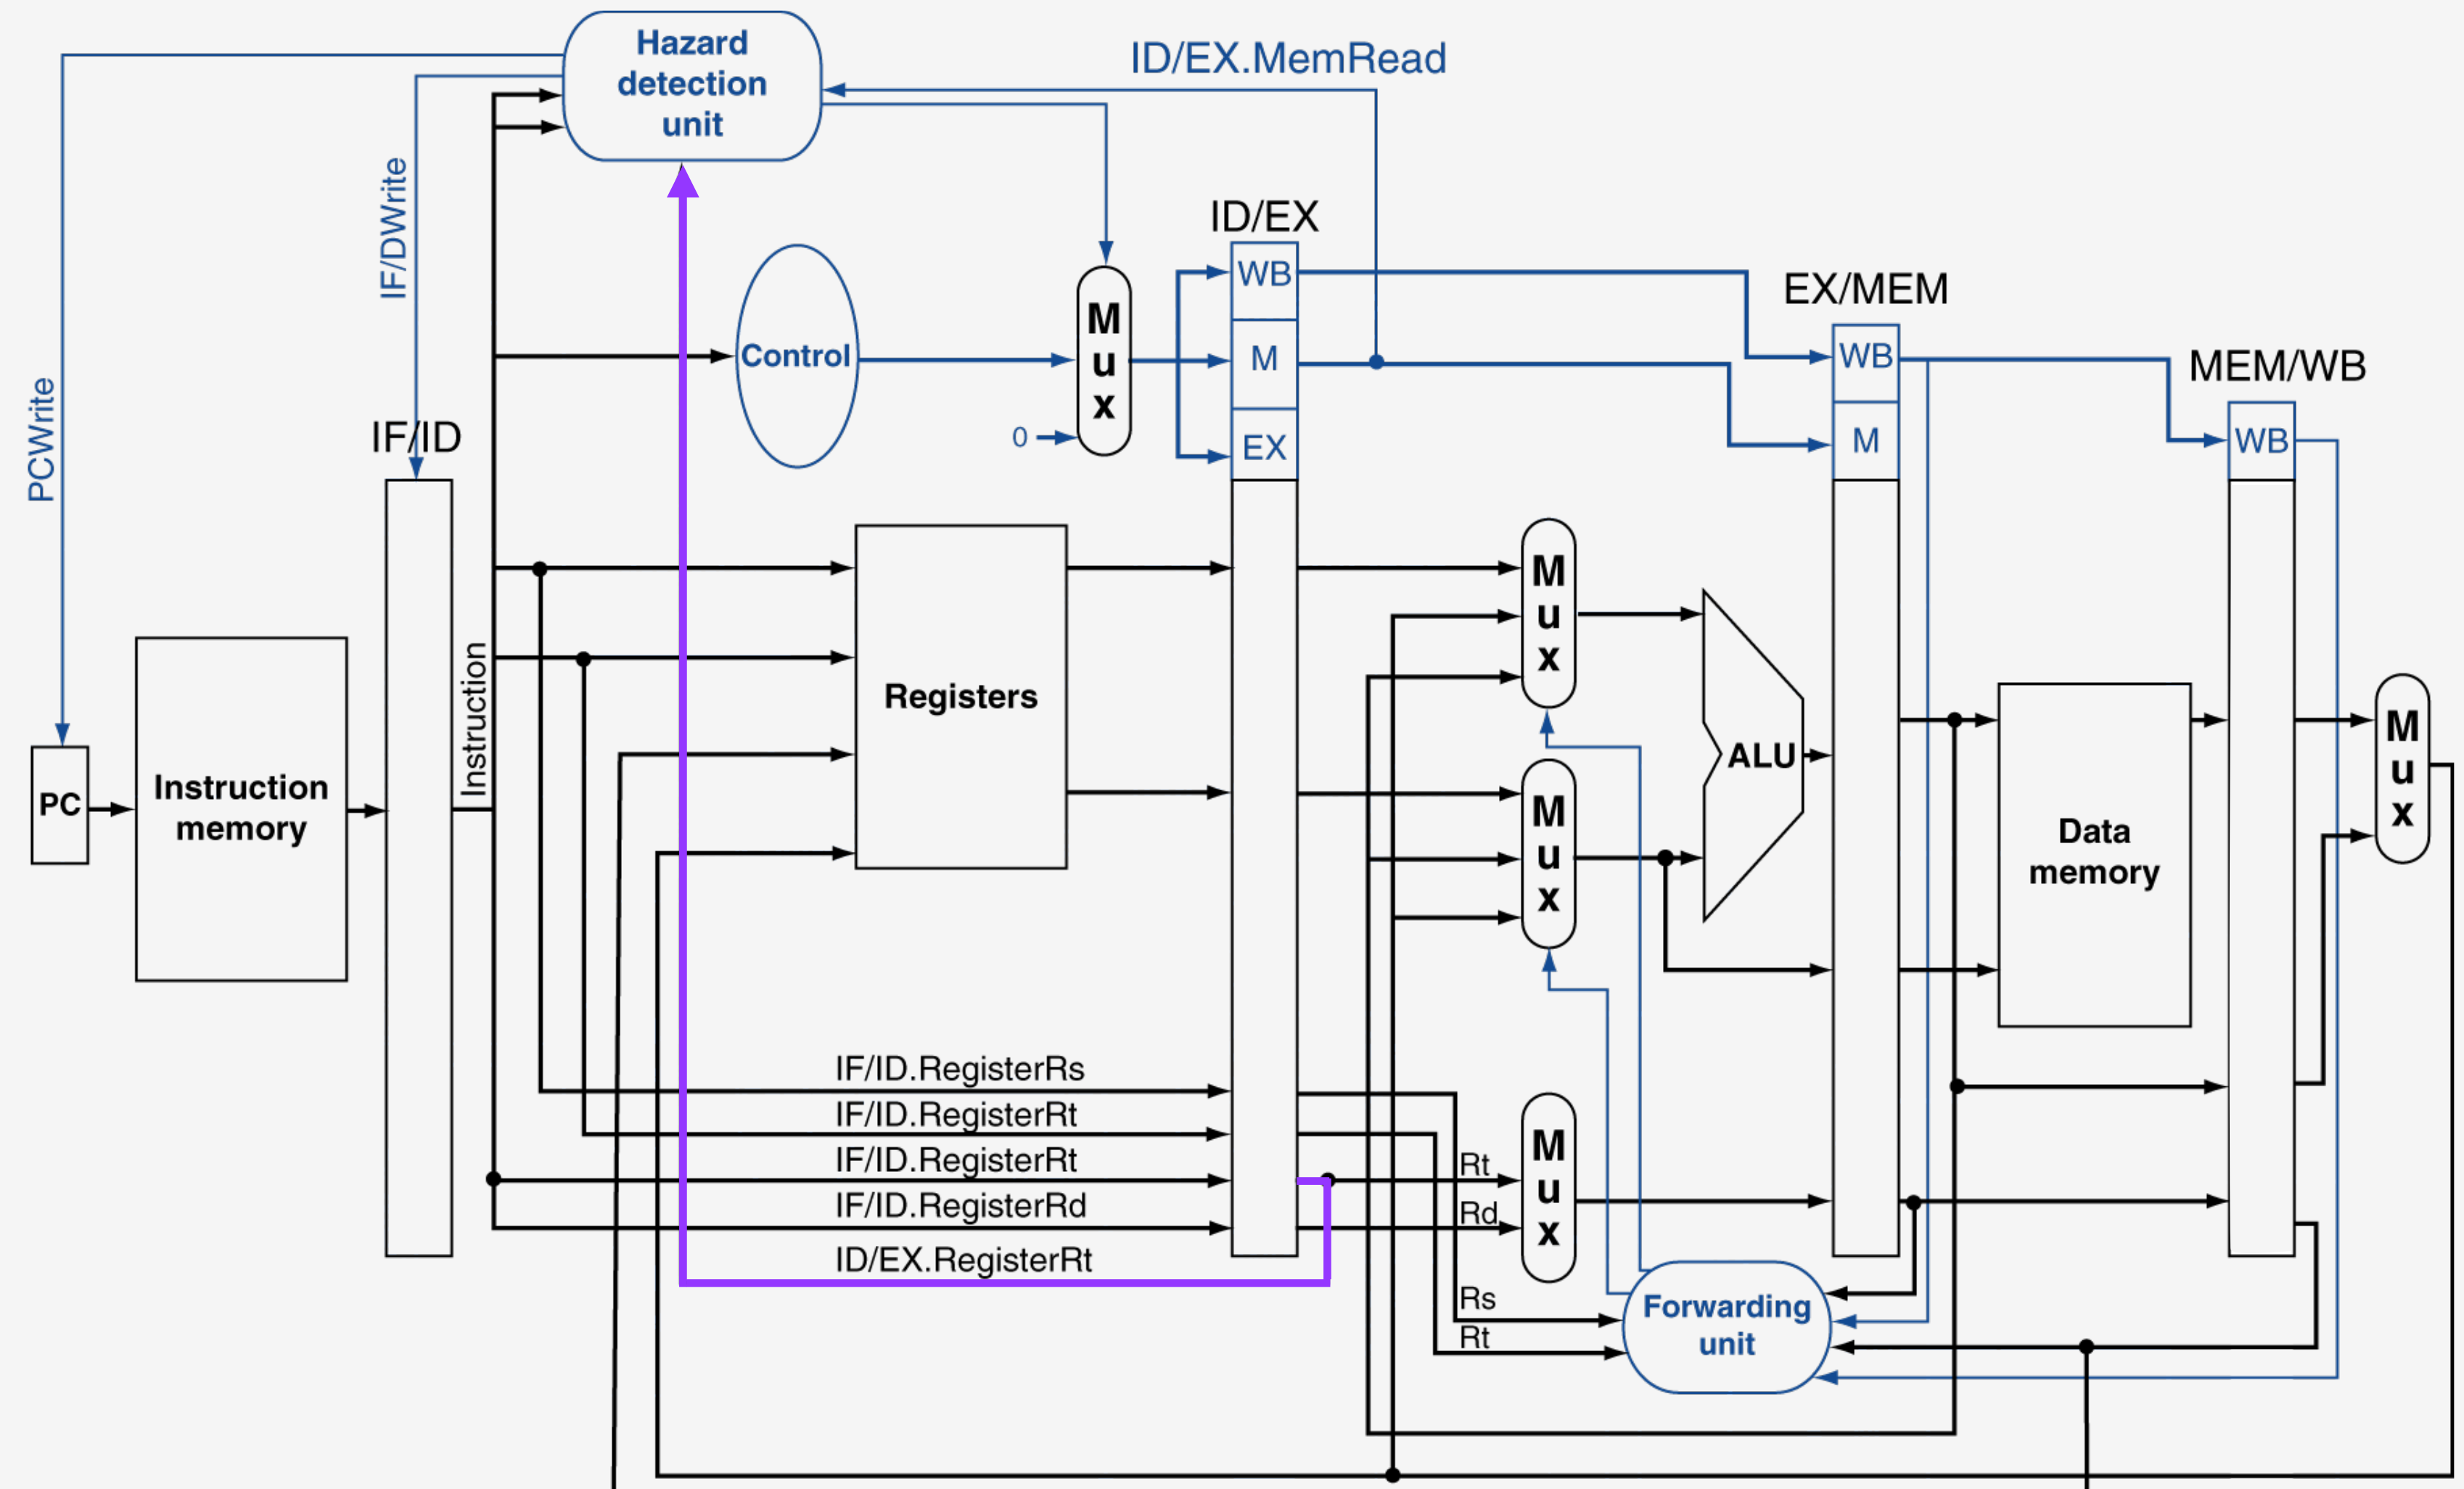 Hazard
detection
unit
ID/EX.MemRead
IF/DWrite
PCWrite
ID/EX
WB
M
EX
Control
M
u
x
0
EX/MEM
WB
M
MEM/WB
WB
IF/ID
PC
Instruction
memory
Instruction
Registers
M
u
x
M
u
x
ALU
Data
memory
M
u
x
IF/ID.RegisterRs
IF/ID.RegisterRt
IF/ID.RegisterRt
IF/ID.RegisterRd
ID/EX.RegisterRt
Rt
Rd
M
u
x
Rs
Rt
Forwarding
unit